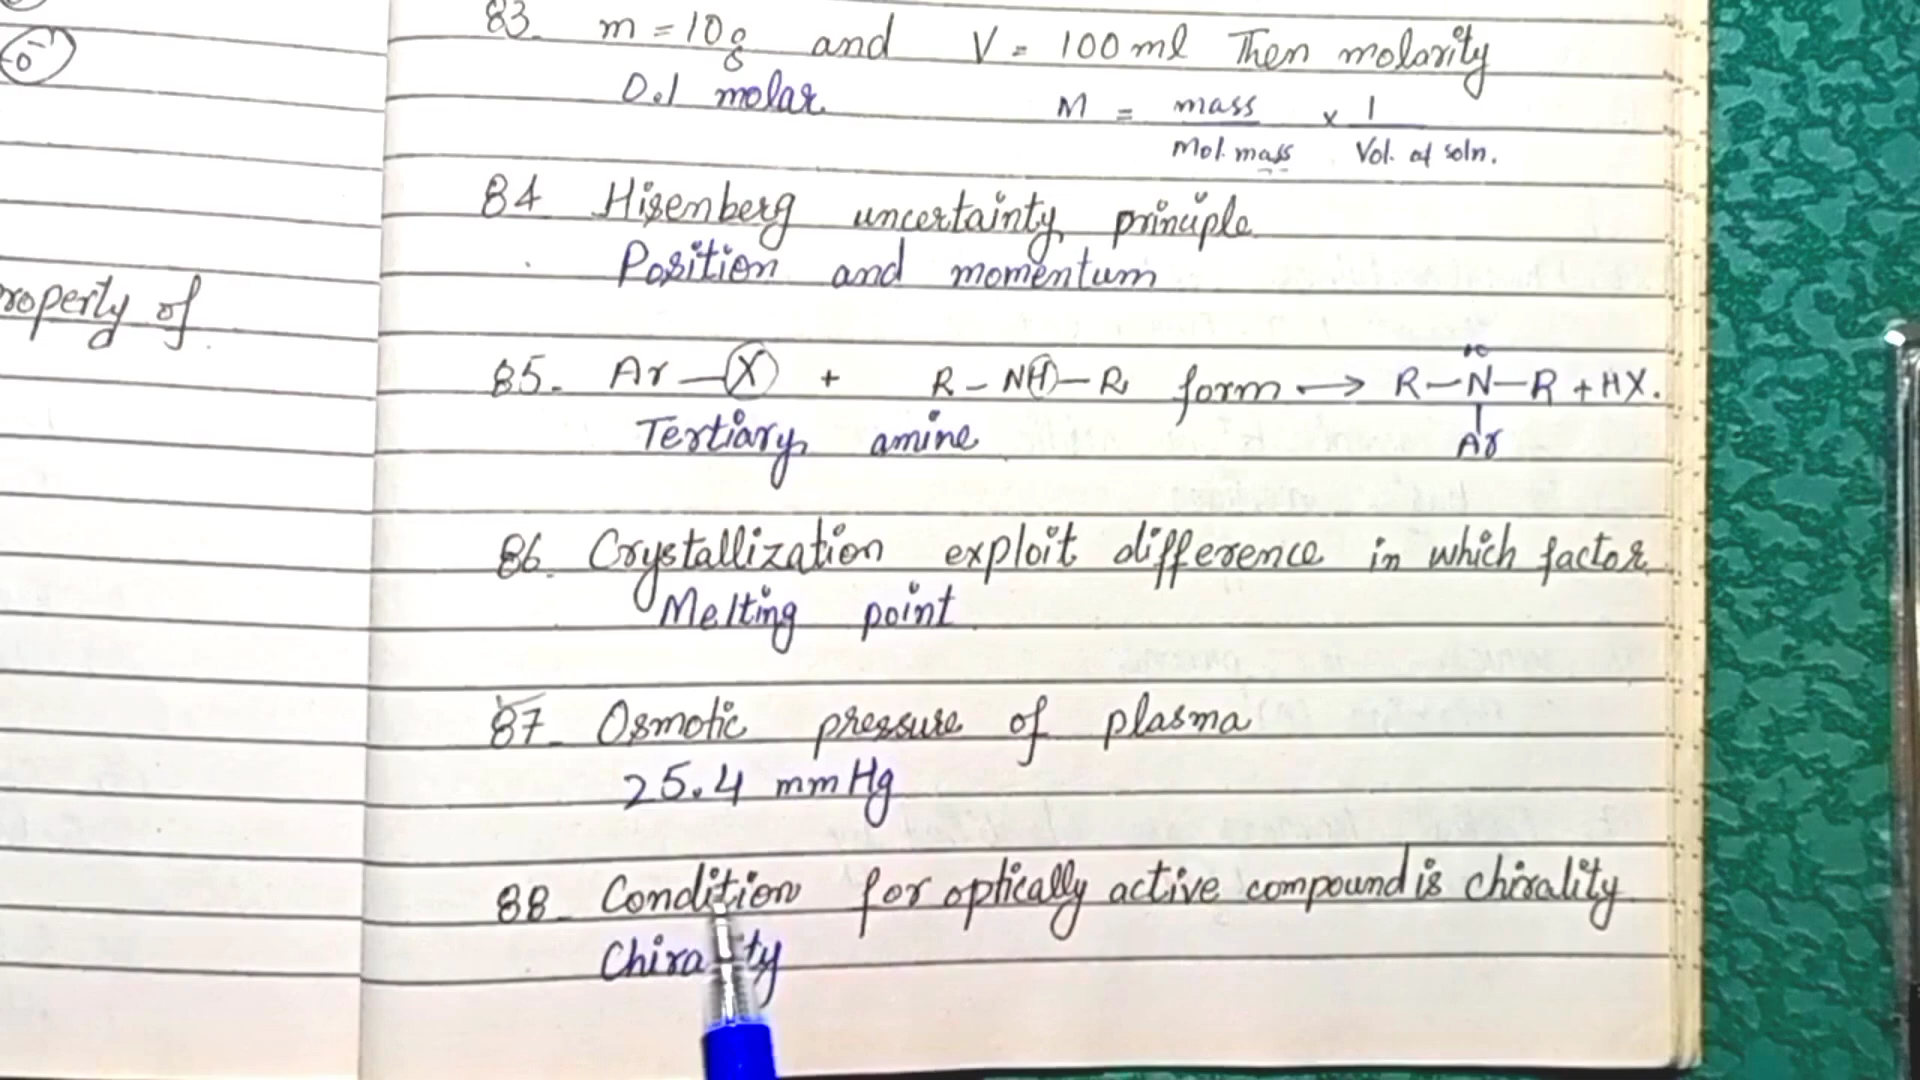 -δ⁻
roperty of
83. m = 10g and V = 100 ml Then molarity
0.1 molar
M = mass / Mol. mass × 1 / Vol. of soln.
84 Hisenberg uncertainty principle
Position and momentum
85. Ar — X + R - NH — R form → R — N — R + HX.
Ar
Tertiary amine
86. Crystallization exploit difference in which factor
Melting point
87. Osmotic pressure of plasma
25.4 mmHg
88. Condition for optically active compound is chirality
Chirality